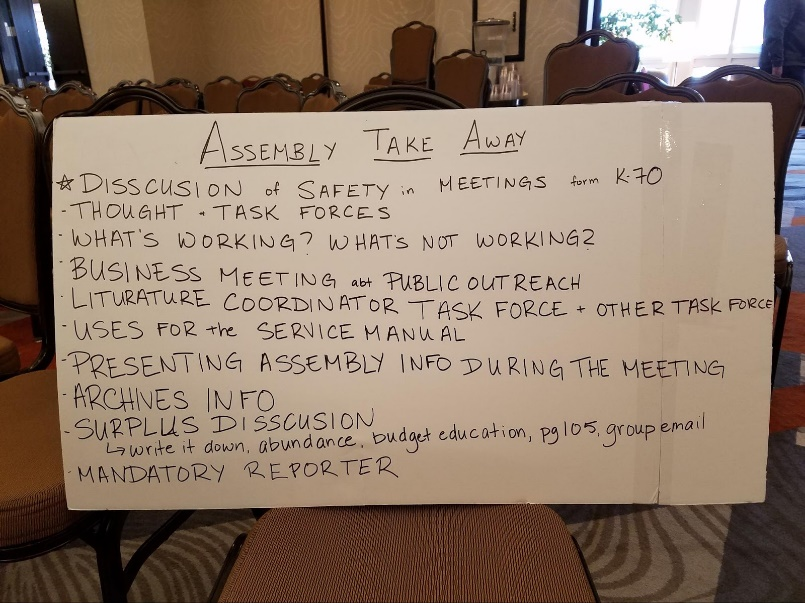 ASSEMBLY TAKE AWAY
☆ DISSCUSION of SAFETY in MEETINGS form K-70
- THOUGHT + TASK FORCES
- WHAT'S WORKING? WHAT'S NOT WORKING?
- BUSINESS MEETING abt PUBLIC OUTREACH
- LITURATURE COORDINATOR TASK FORCE + OTHER TASK FORCE
- USES FOR the SERVICE MANUAL
- PRESENTING ASSEMBLY INFO DURING THE MEETING
- ARCHIVES INFO
- SURPLUS DISSCUSION
↳ write it down, abundance, budget education, pg 105, group email
- MANDATORY REPORTER